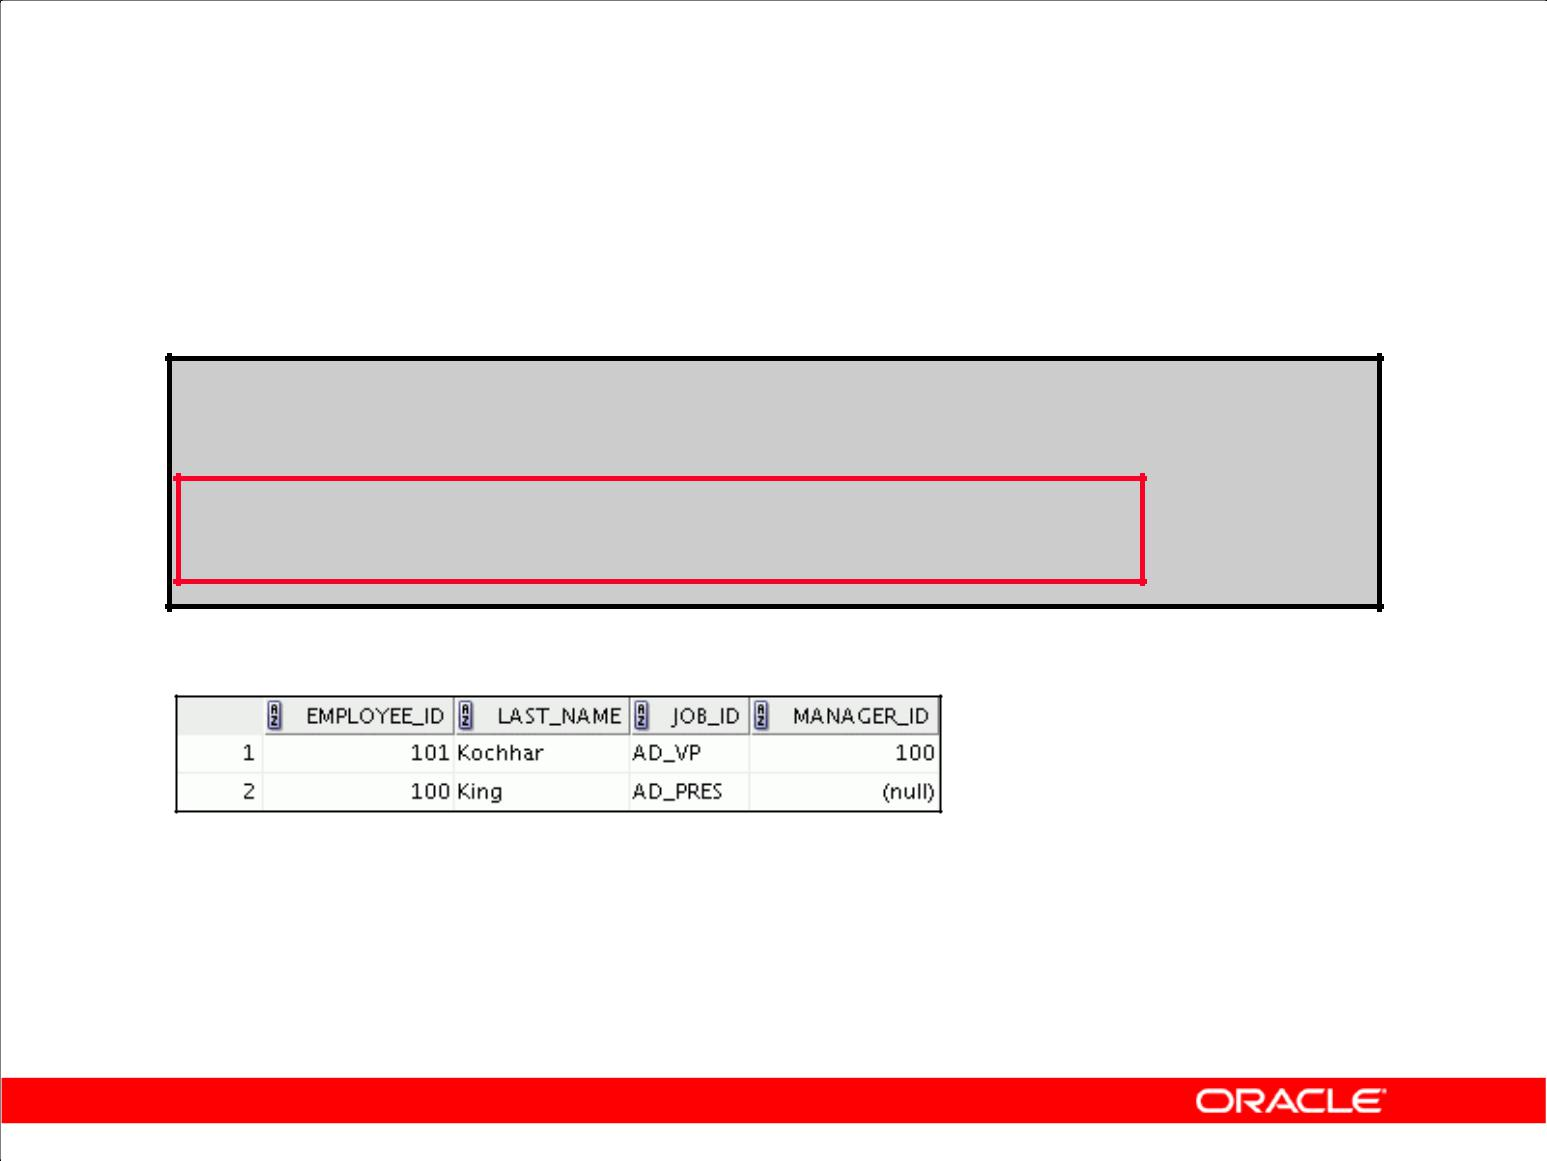 EMPLOYEE_ID LAST_NAME JOB_ID MANAGER_ID
1 101 Kochhar AD_VP 100
2 100 King AD_PRES (null)
ORACLE